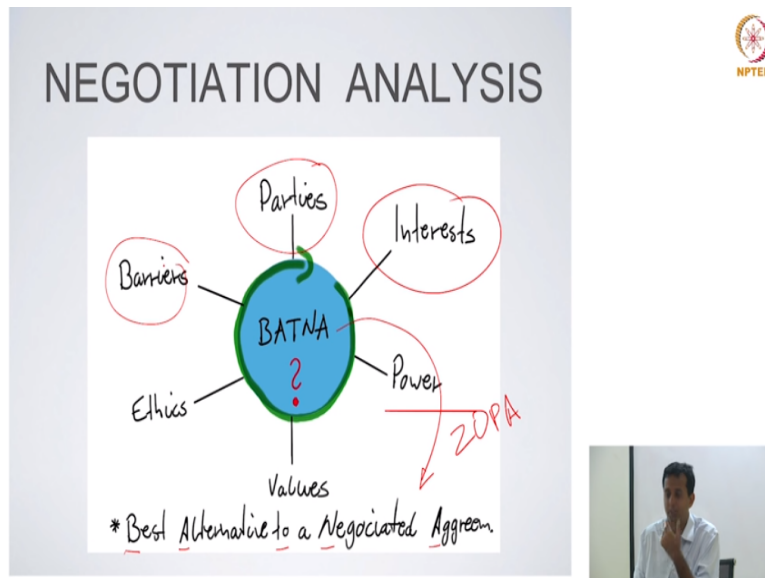 NEGOTIATION ANALYSIS
NPTEL
Parties
Interests
Barriers
BATNA
?
Power
ZOPA
Ethics
Values
* Best Alternative to a Negociated Aggreem.